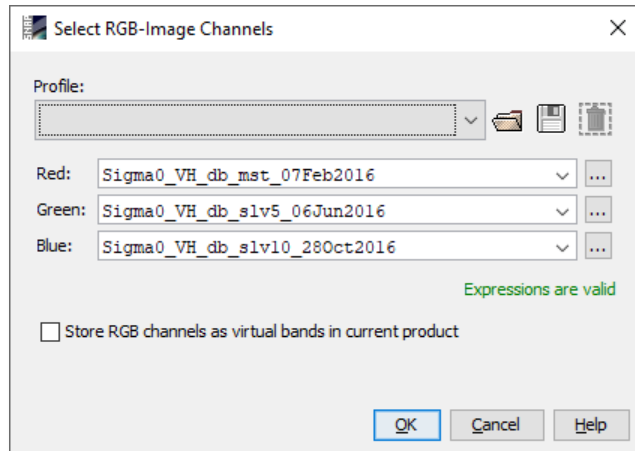 Select RGB-Image Channels
Profile:
Red: Sigma0_VH_db_mst_07Feb2016 ...
Green: Sigma0_VH_db_slv5_06Jun2016 ...
Blue: Sigma0_VH_db_slv10_28Oct2016 ...
Expressions are valid
Store RGB channels as virtual bands in current product
OK Cancel Help